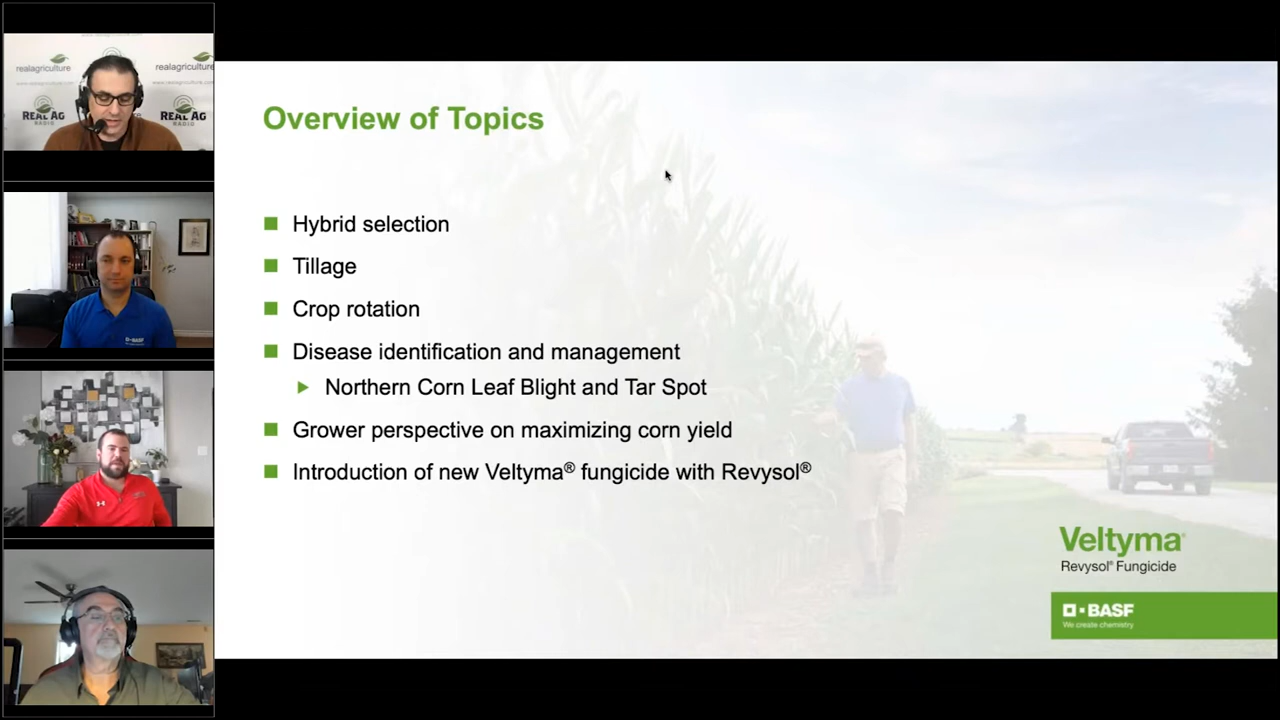 realagriculture
realagriculture
REAL AG
RADIO
REAL AG
RADIO
BASF
Overview of Topics
■ Hybrid selection
■ Tillage
■ Crop rotation
■ Disease identification and management
▶ Northern Corn Leaf Blight and Tar Spot
■ Grower perspective on maximizing corn yield
■ Introduction of new Veltyma® fungicide with Revysol®
Veltyma®
Revysol® Fungicide
BASF
We create chemistry